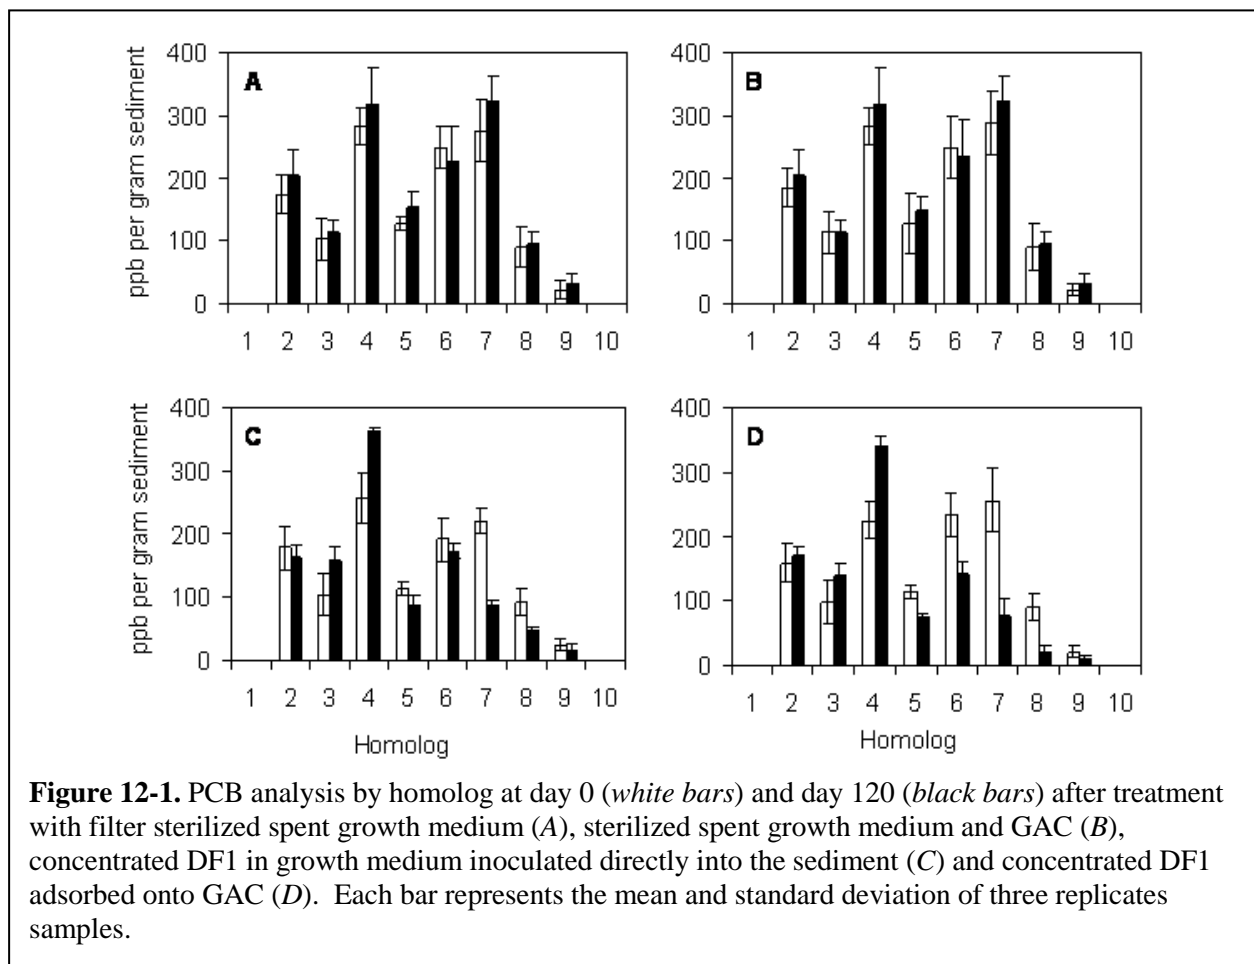 400
300
200
100
0
ppb per gram sediment
A
1 2 3 4 5 6 7 8 9 10
400
300
200
100
0
B
1 2 3 4 5 6 7 8 9 10
400
300
200
100
0
ppb per gram sediment
C
1 2 3 4 5 6 7 8 9 10
Homolog
400
300
200
100
0
D
1 2 3 4 5 6 7 8 9 10
Homolog
Figure 12-1. PCB analysis by homolog at day 0 (white bars) and day 120 (black bars) after treatment
with filter sterilized spent growth medium (A), sterilized spent growth medium and GAC (B),
concentrated DF1 in growth medium inoculated directly into the sediment (C) and concentrated DF1
adsorbed onto GAC (D). Each bar represents the mean and standard deviation of three replicates
samples.